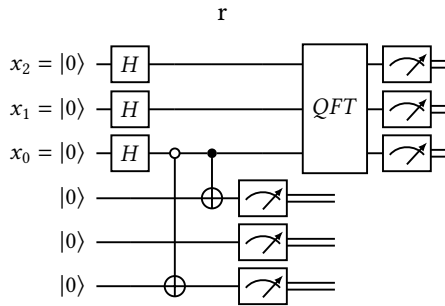 r
x₂ = |0⟩ H
x₁ = |0⟩ H QFT
x₀ = |0⟩ H
|0⟩
|0⟩
|0⟩